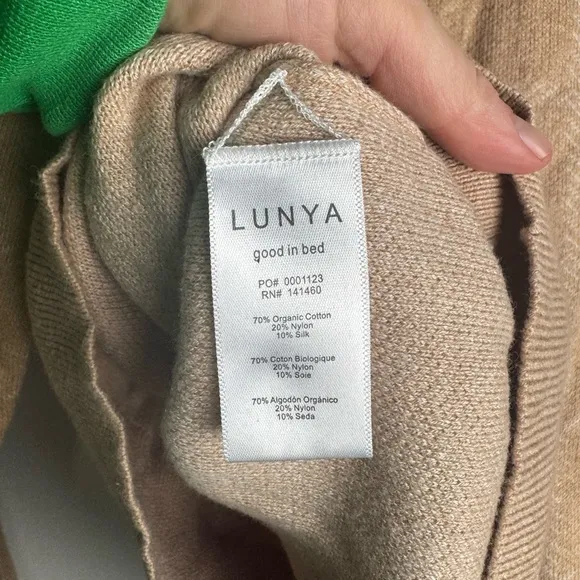 LUNYA
good in bed
PO# 0001123
RN# 141460
70% Organic Cotton
20% Nylon
10% Silk
70% Coton Biologique
20% Nylon
10% Soie
70% Algodón Orgánico
20% Nylon
10% Seda